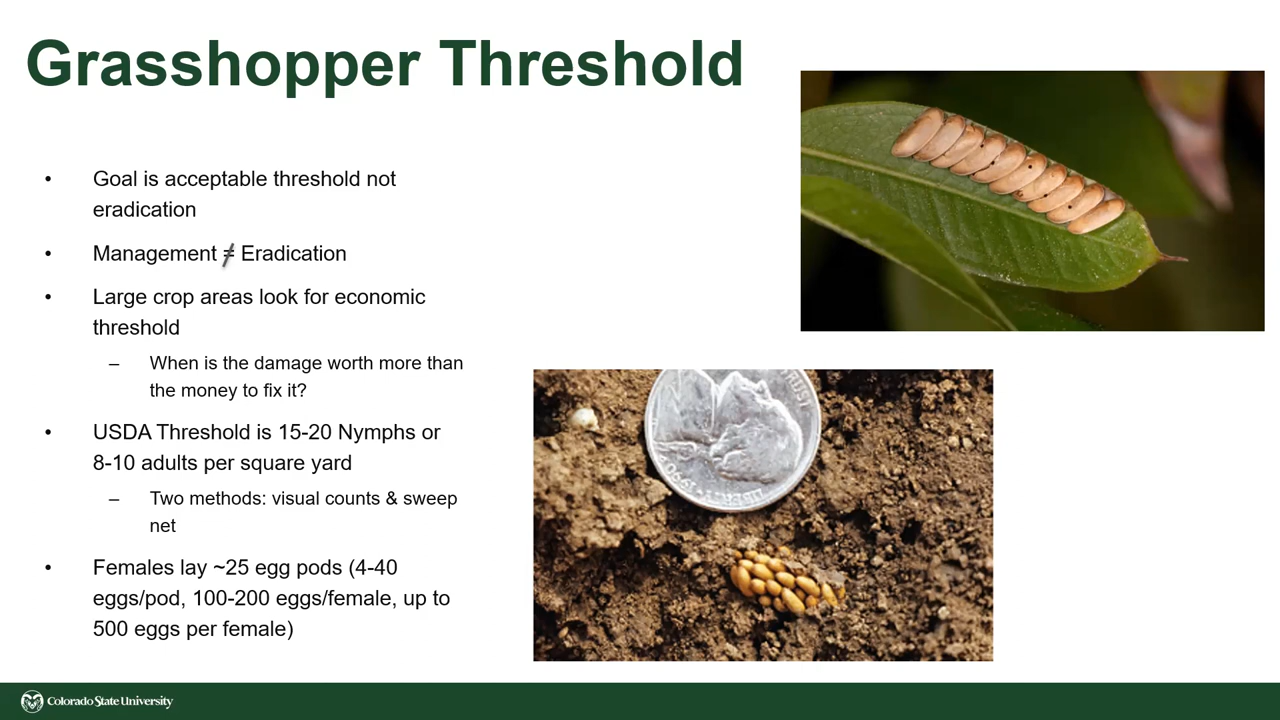 Grasshopper Threshold
• Goal is acceptable threshold not
eradication
• Management ≠ Eradication
• Large crop areas look for economic
threshold
– When is the damage worth more than
the money to fix it?
• USDA Threshold is 15-20 Nymphs or
8-10 adults per square yard
– Two methods: visual counts & sweep
net
• Females lay ~25 egg pods (4-40
eggs/pod, 100-200 eggs/female, up to
500 eggs per female)
TRUST
LIBERTY
1990
Colorado State University